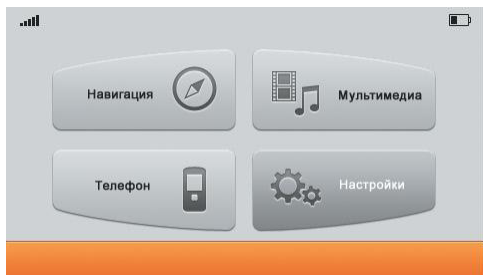 Навигация
Мультимедиа
Телефон
Настройки